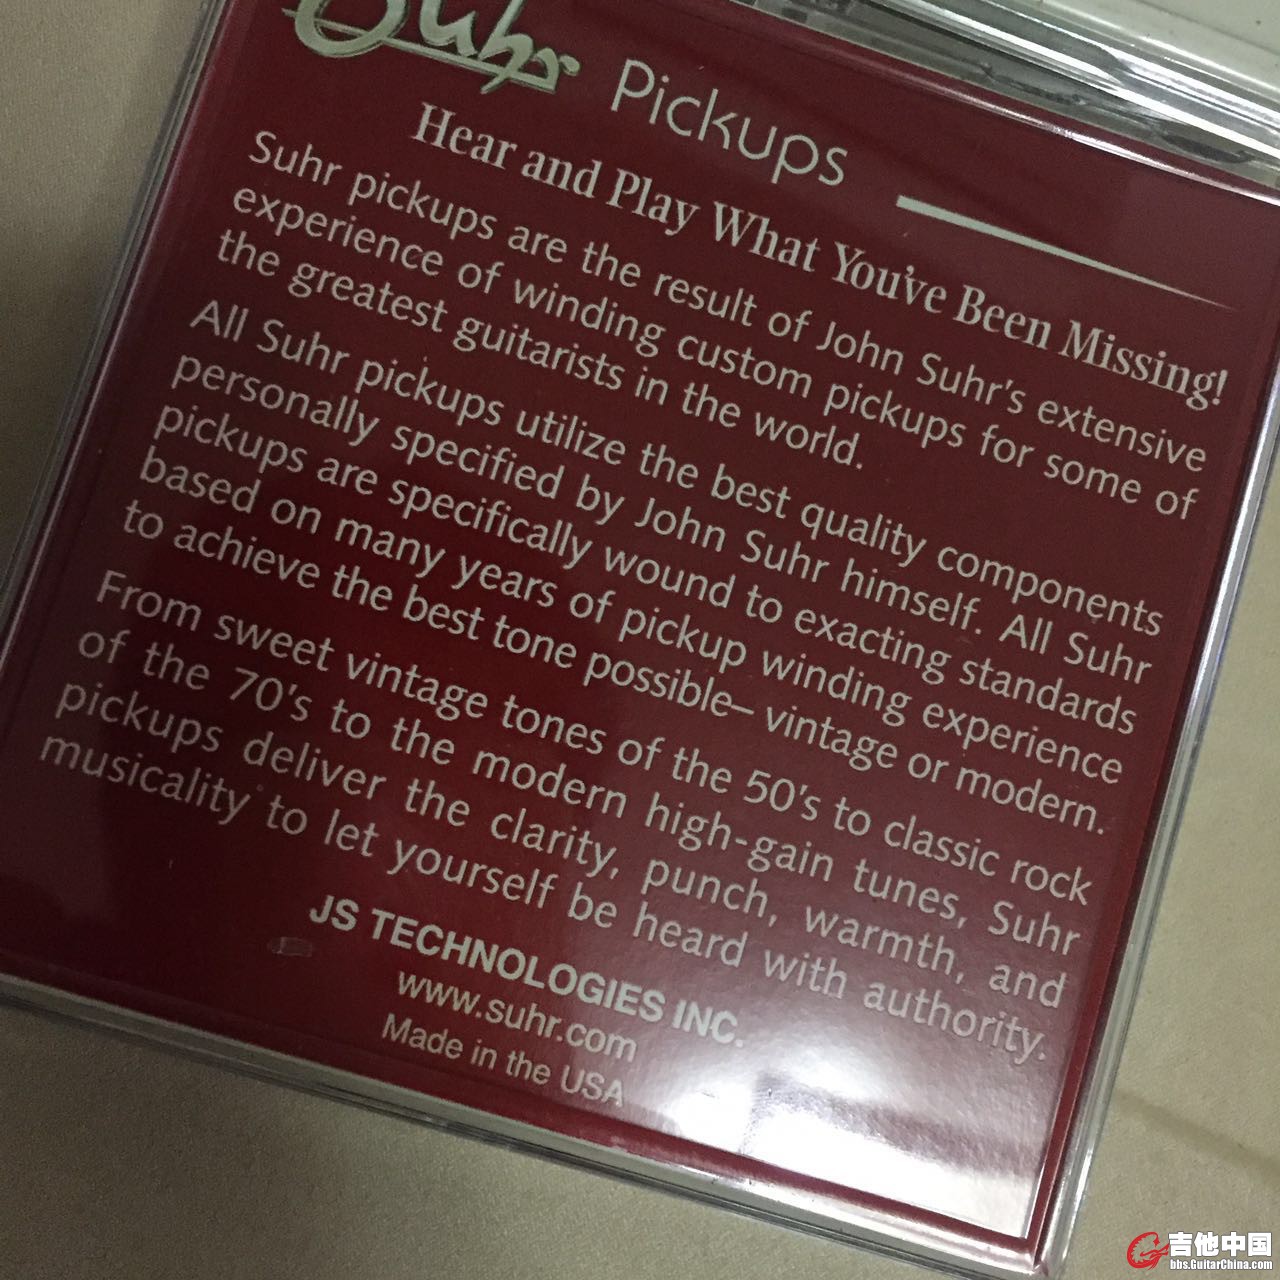 Suhr Pickups
Hear and Play What You've Been Missing!
Suhr pickups are the result of John Suhr's extensive
experience of winding custom pickups for some of
the greatest guitarists in the world.
All Suhr pickups utilize the best quality components
personally specified by John Suhr himself. All Suhr
pickups are specifically wound to exacting standards
based on many years of pickup winding experience
to achieve the best tone possible– vintage or modern.
From sweet vintage tones of the 50's to classic rock
of the 70's to the modern high-gain tunes, Suhr
pickups deliver the clarity, punch, warmth, and
musicality to let yourself be heard with authority.
JS TECHNOLOGIES INC.
www.suhr.com
Made in the USA
吉他中国
bbs.GuitarChina.com